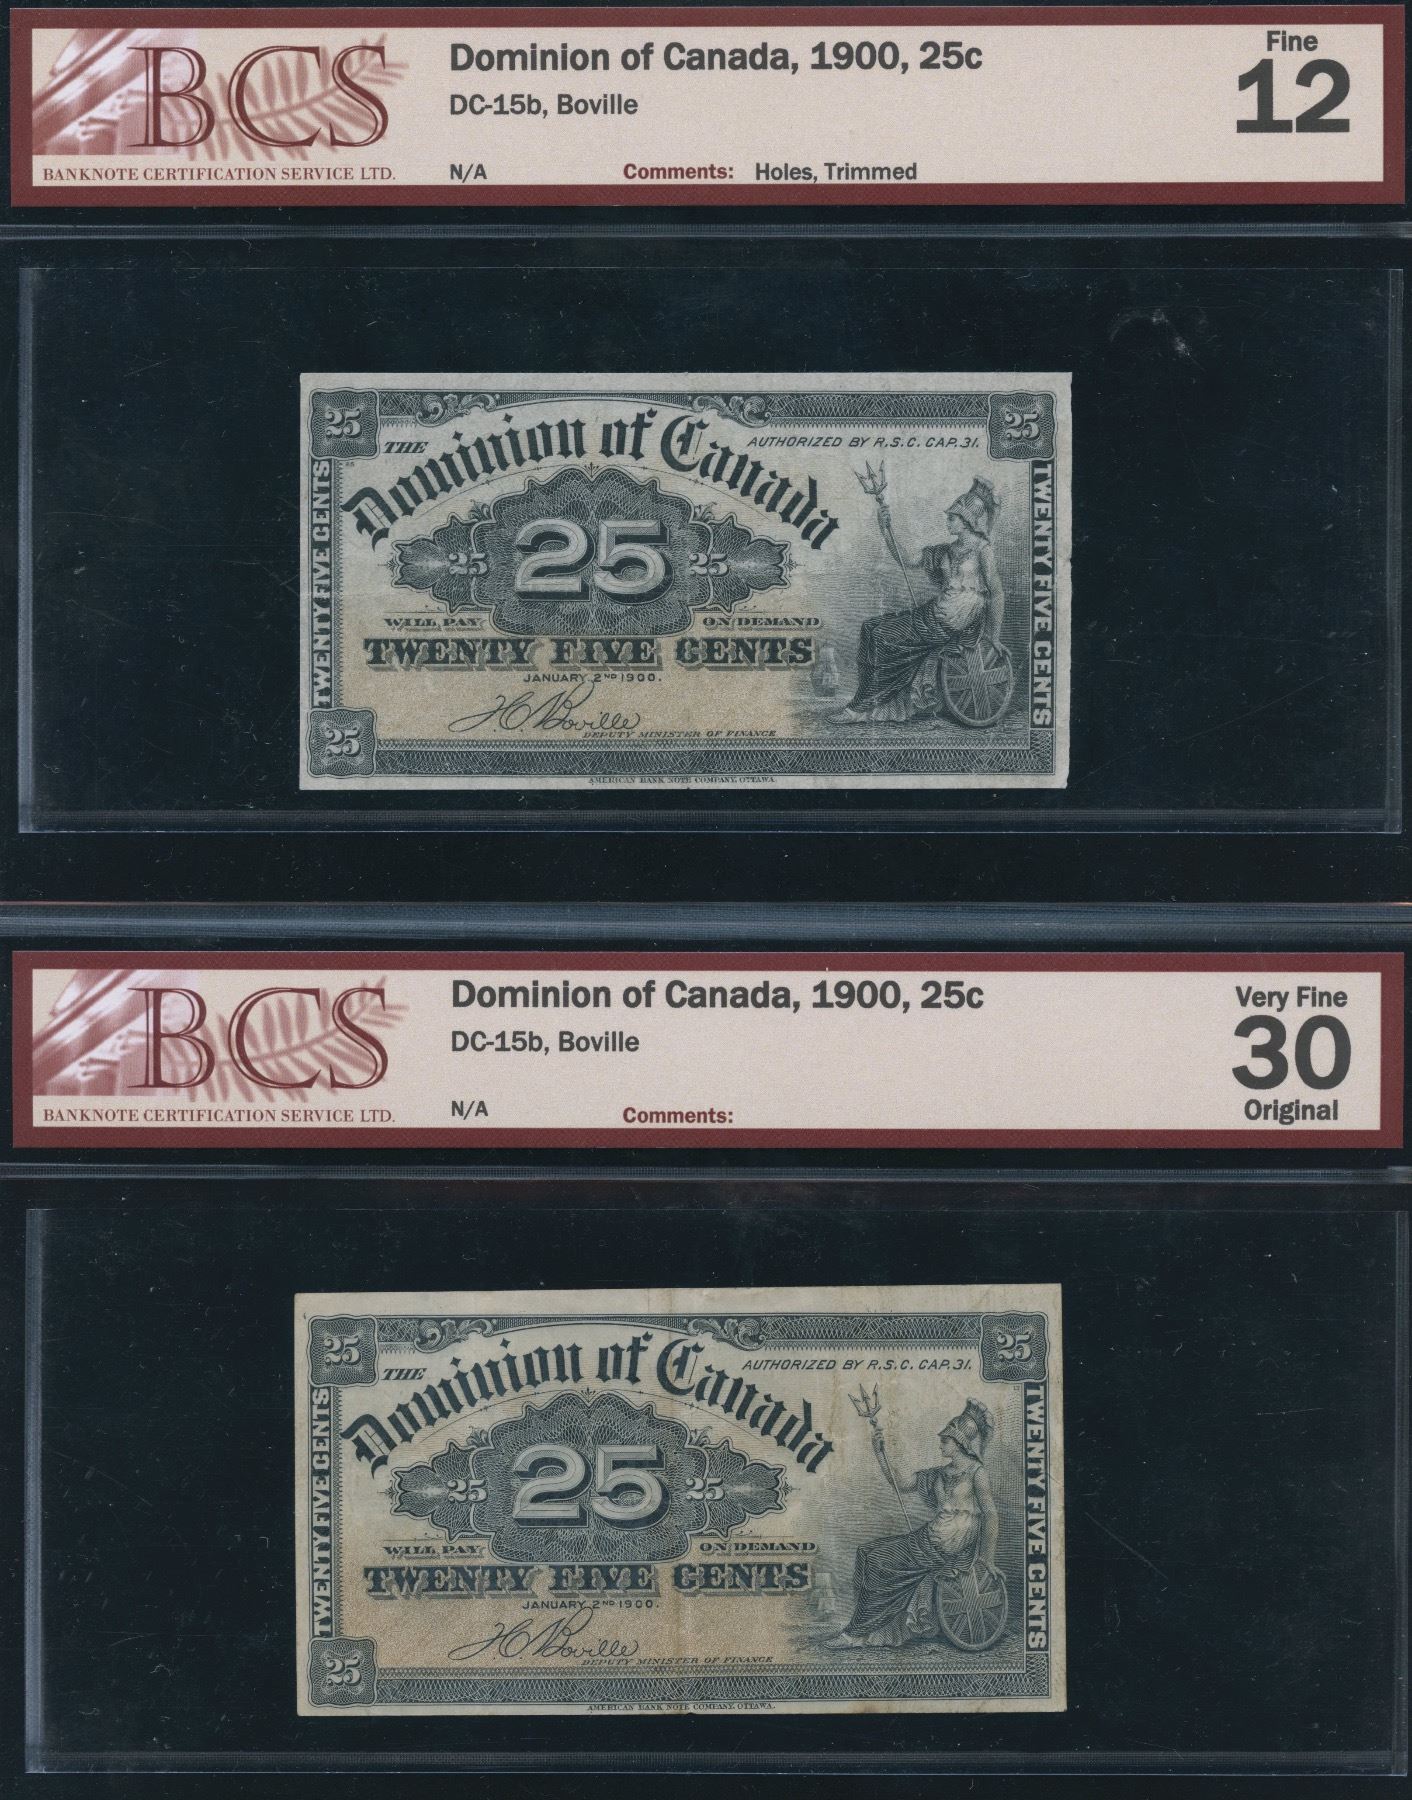 BCS
BANKNOTE CERTIFICATION SERVICE LTD.
Dominion of Canada, 1900, 25c
DC-15b, Boville
N/A
Comments: Holes, Trimmed
Fine
12
25
25
THE
Dominion of Canada
AUTHORIZED BY R.S.C. CAP. 31.
TWENTY FIVE CENTS
25
25
25
TWENTY FIVE CENTS
WILL PAY
ON DEMAND
TWENTY FIVE CENTS
JANUARY 2ND 1900.
H C Boville
DEPUTY MINISTER OF FINANCE
25
AMERICAN BANK NOTE COMPANY, OTTAWA.
BCS
BANKNOTE CERTIFICATION SERVICE LTD.
Dominion of Canada, 1900, 25c
DC-15b, Boville
N/A
Comments:
Very Fine
30
Original
25
25
THE
Dominion of Canada
AUTHORIZED BY R.S.C. CAP. 31.
TWENTY FIVE CENTS
25
25
25
TWENTY FIVE CENTS
WILL PAY
ON DEMAND
TWENTY FIVE CENTS
JANUARY 2ND 1900.
H C Boville
DEPUTY MINISTER OF FINANCE
25
AMERICAN BANK NOTE COMPANY, OTTAWA.